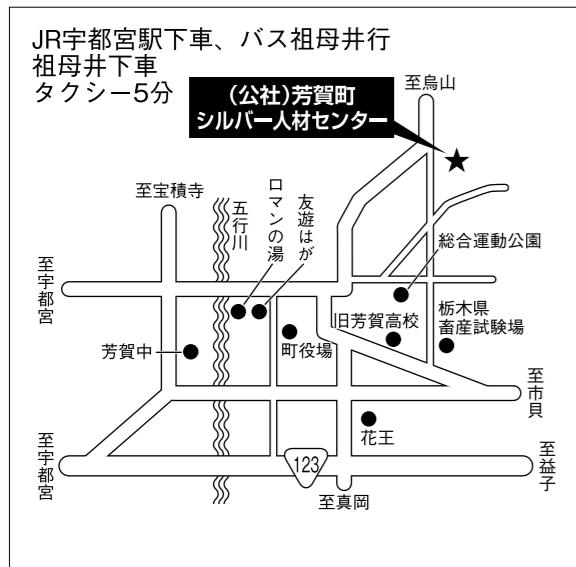 JR宇都宮駅下車、バス祖母井行
祖母井下車
タクシー5分
(公社)芳賀町
シルバー人材センター
至烏山
至宝積寺
五行川
ロマンの湯
友遊はが
総合運動公園
至宇都宮
旧芳賀高校
栃木県
畜産試験場
芳賀中
町役場
至市貝
花王
至宇都宮
123
至益子
至真岡